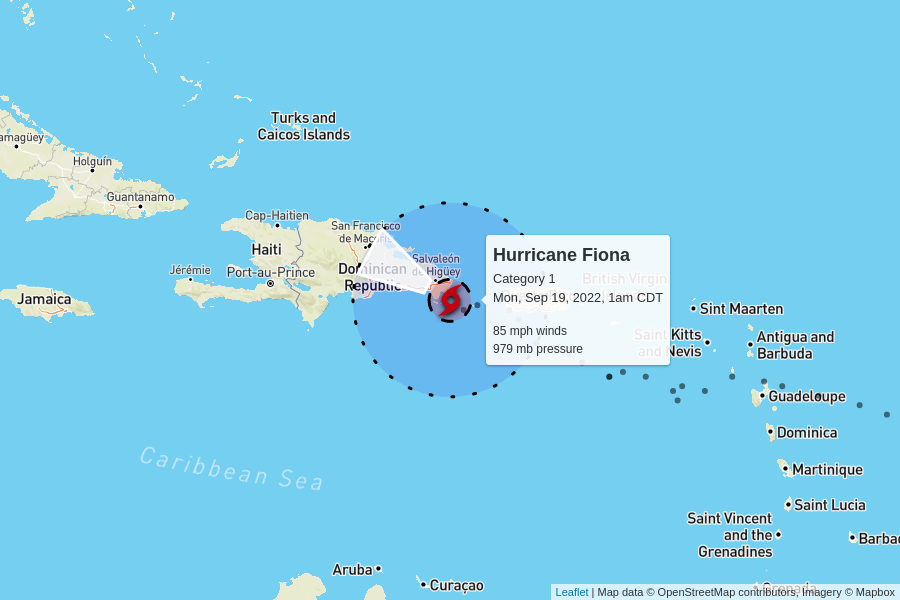 Turks and
Caicos Islands
amagüey
Holguín
Guantanamo
Cap-Haitien
San Francisco
de Macorís
Haiti
Salvaleón
de Higüey
Jérémie
Port-au-Prince
Dominican
Republic
Jamaica
Hurricane Fiona
Category 1
Mon, Sep 19, 2022, 1am CDT
85 mph winds
979 mb pressure
British Virgin
Sint Maarten
Saint Kitts
and Nevis
Antigua and
Barbuda
Guadeloupe
Dominica
Martinique
Saint Lucia
Saint Vincent
and the
Grenadines
Barbad
Caribbean Sea
Aruba
Curaçao
Grenada
Leaflet | Map data © OpenStreetMap contributors, Imagery © Mapbox